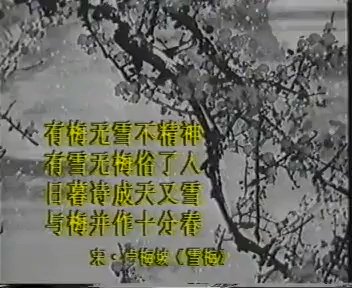 有梅无雪不精神
有雪无梅俗了人
日暮诗成天又雪
与梅并作十分春
宋·卢梅坡《雪梅》